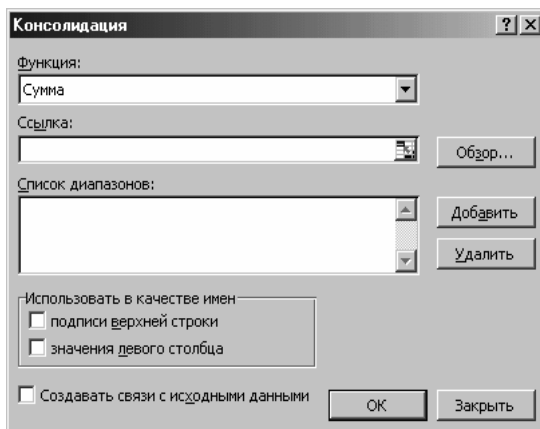 Консолидация
Функция:
Сумма
Ссылка:
Обзор...
Список диапазонов:
Добавить
Удалить
Использовать в качестве имен
подписи верхней строки
значения левого столбца
Создавать связи с исходными данными
ОК
Закрыть